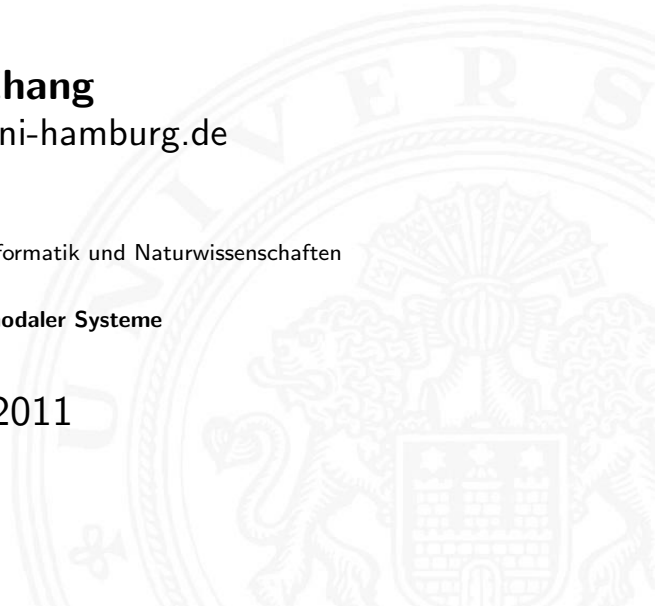 hang
ni-hamburg.de
formatik und Naturwissenschaften
odaler Systeme
2011
U N I V E R S